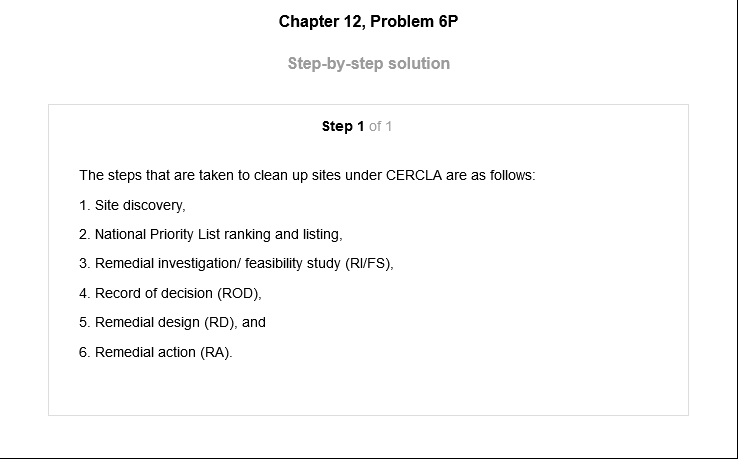 Chapter 12, Problem 6P
Step-by-step solution
Step 1 of 1
The steps that are taken to clean up sites under CERCLA are as follows:
1. Site discovery,
2. National Priority List ranking and listing,
3. Remedial investigation/ feasibility study (RI/FS),
4. Record of decision (ROD),
5. Remedial design (RD), and
6. Remedial action (RA).